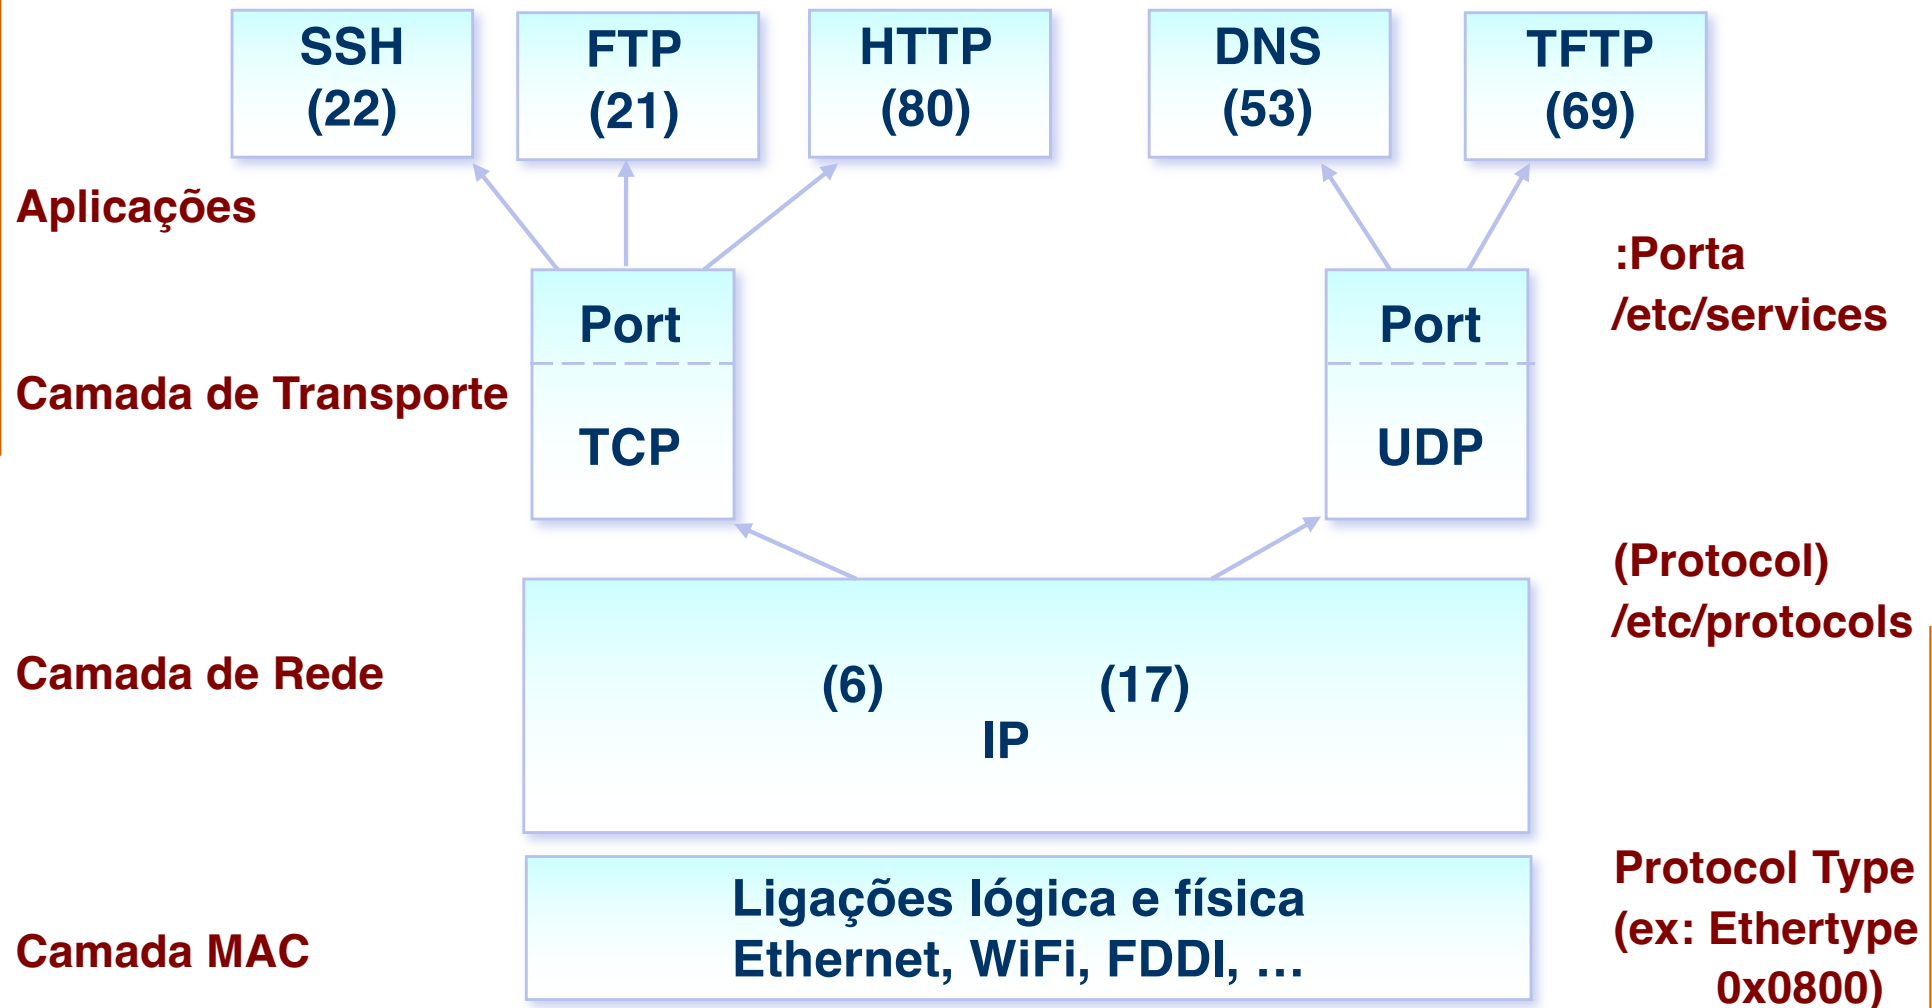 SSH
(22)
FTP
(21)
HTTP
(80)
DNS
(53)
TFTP
(69)
Aplicações
:Porta
/etc/services
Port
Port
Camada de Transporte
TCP
UDP
(Protocol)
/etc/protocols
Camada de Rede
(6) (17)
IP
Camada MAC
Ligações lógica e física
Ethernet, WiFi, FDDI, …
Protocol Type
(ex: Ethertype
0x0800)